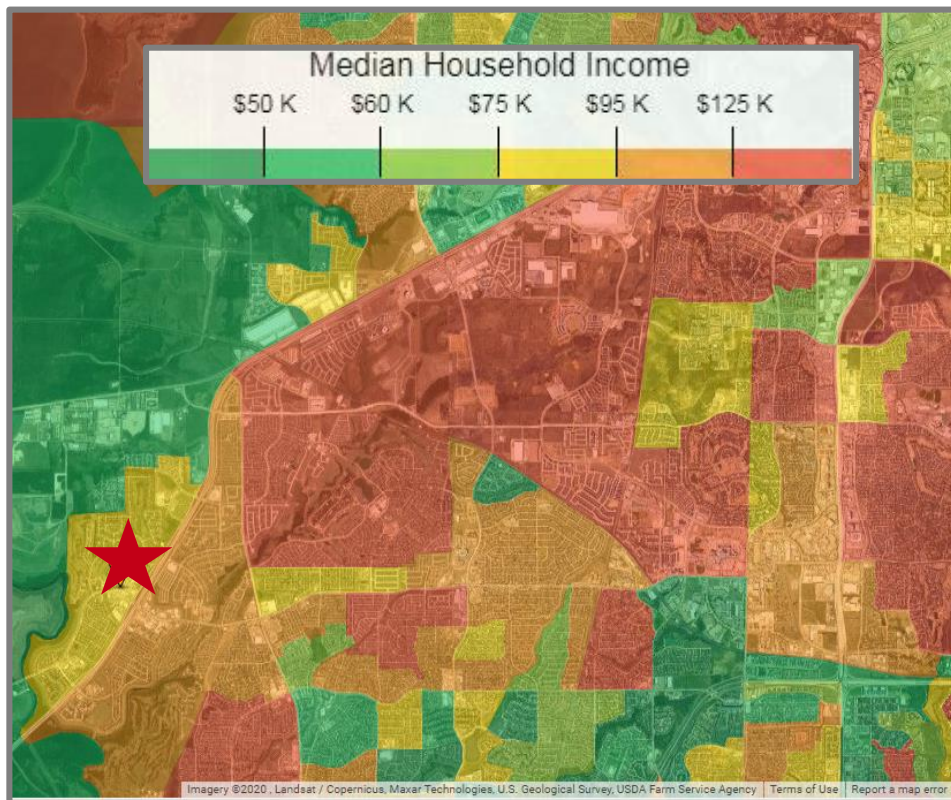 Median Household Income
$50 K $60 K $75 K $95 K $125 K
Imagery ©2020 , Landsat / Copernicus, Maxar Technologies, U.S. Geological Survey, USDA Farm Service Agency Terms of Use Report a map error